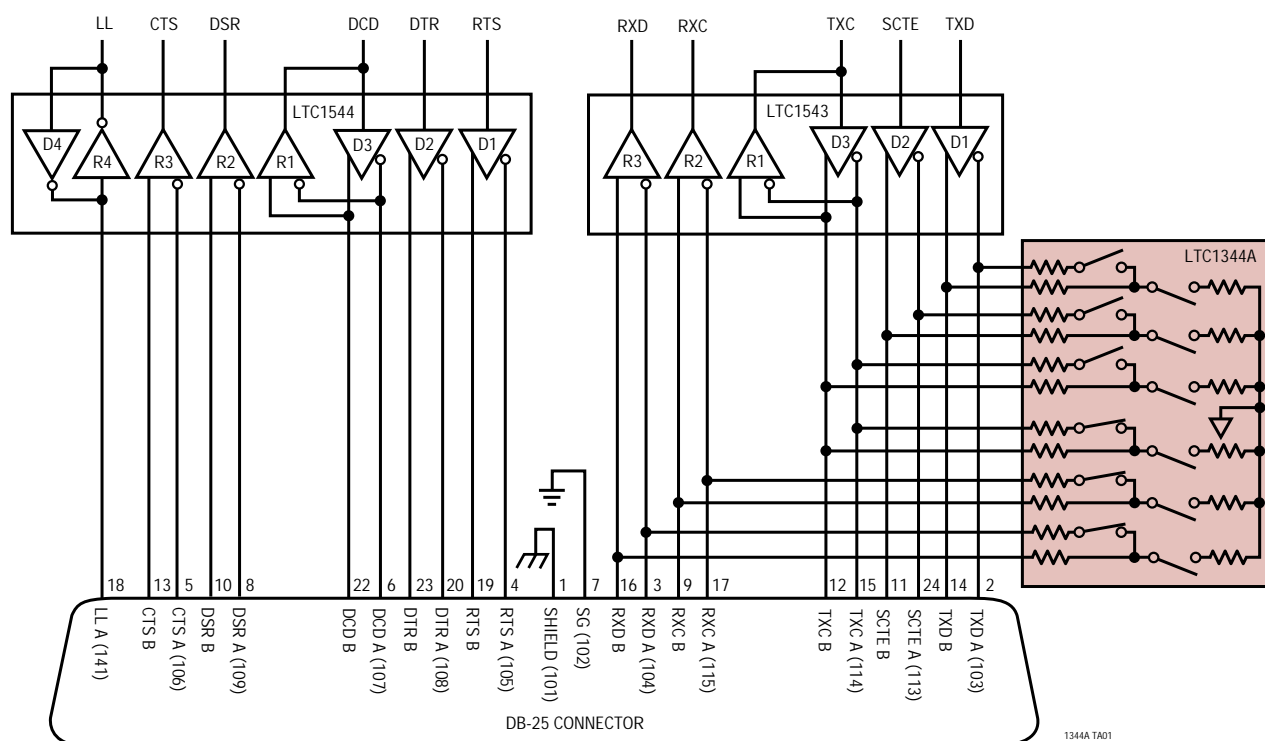 LL CTS DSR DCD DTR RTS RXD RXC TXC SCTE TXD
LTC1544 LTC1543
D4 R4 R3 R2 R1 D3 D2 D1 R3 R2 R1 D3 D2 D1
LTC1344A
18 13 5 10 8 22 6 23 20 19 4 1 7 16 3 9 17 12 15 11 24 14 2
LL A (141)
CTS B
CTS A (106)
DSR B
DSR A (109)
DCD B
DCD A (107)
DTR B
DTR A (108)
RTS B
RTS A (105)
SHIELD (101)
SG (102)
RXD B
RXD A (104)
RXC B
RXC A (115)
TXC B
TXC A (114)
SCTE B
SCTE A (113)
TXD B
TXD A (103)
DB-25 CONNECTOR
1344A TA01